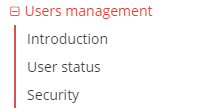 Users management
Introduction
User status
Security